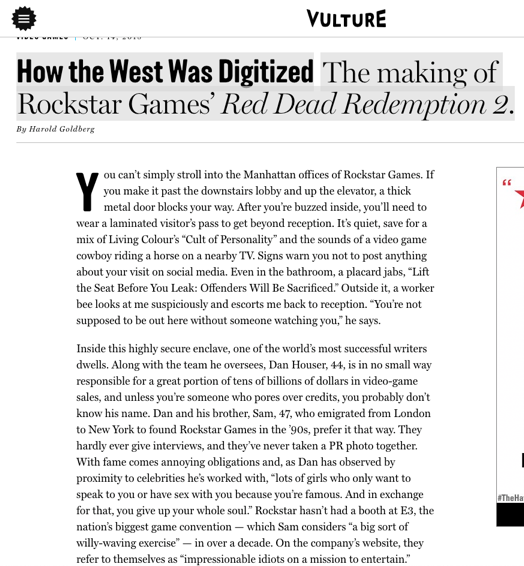 VULTURE
VIDEO GAMES | OCT. 14, 2018
How the West Was Digitized The making of
Rockstar Games’ Red Dead Redemption 2.
By Harold Goldberg
You can’t simply stroll into the Manhattan offices of Rockstar Games. If
you make it past the downstairs lobby and up the elevator, a thick
metal door blocks your way. After you’re buzzed inside, you’ll need to
wear a laminated visitor’s pass to get beyond reception. It’s quiet, save for a
mix of Living Colour’s “Cult of Personality” and the sounds of a video game
cowboy riding a horse on a nearby TV. Signs warn you not to post anything
about your visit on social media. Even in the bathroom, a placard jabs, “Lift
the Seat Before You Leak: Offenders Will Be Sacrificed.” Outside it, a worker
bee looks at me suspiciously and escorts me back to reception. “You’re not
supposed to be out here without someone watching you,” he says.
Inside this highly secure enclave, one of the world’s most successful writers
dwells. Along with the team he oversees, Dan Houser, 44, is in no small way
responsible for a great portion of tens of billions of dollars in video-game
sales, and unless you’re someone who pores over credits, you probably don’t
know his name. Dan and his brother, Sam, 47, who emigrated from London
to New York to found Rockstar Games in the ’90s, prefer it that way. They
hardly ever give interviews, and they’ve never taken a PR photo together.
With fame comes annoying obligations and, as Dan has observed by
proximity to celebrities he’s worked with, “lots of girls who only want to
speak to you or have sex with you because you’re famous. And in exchange
for that, you give up your whole soul.” Rockstar hasn’t had a booth at E3, the
nation’s biggest game convention — which Sam considers “a big sort of
willy-waving exercise” — in over a decade. On the company’s website, they
refer to themselves as “impressionable idiots on a mission to entertain.”
“
#TheHa